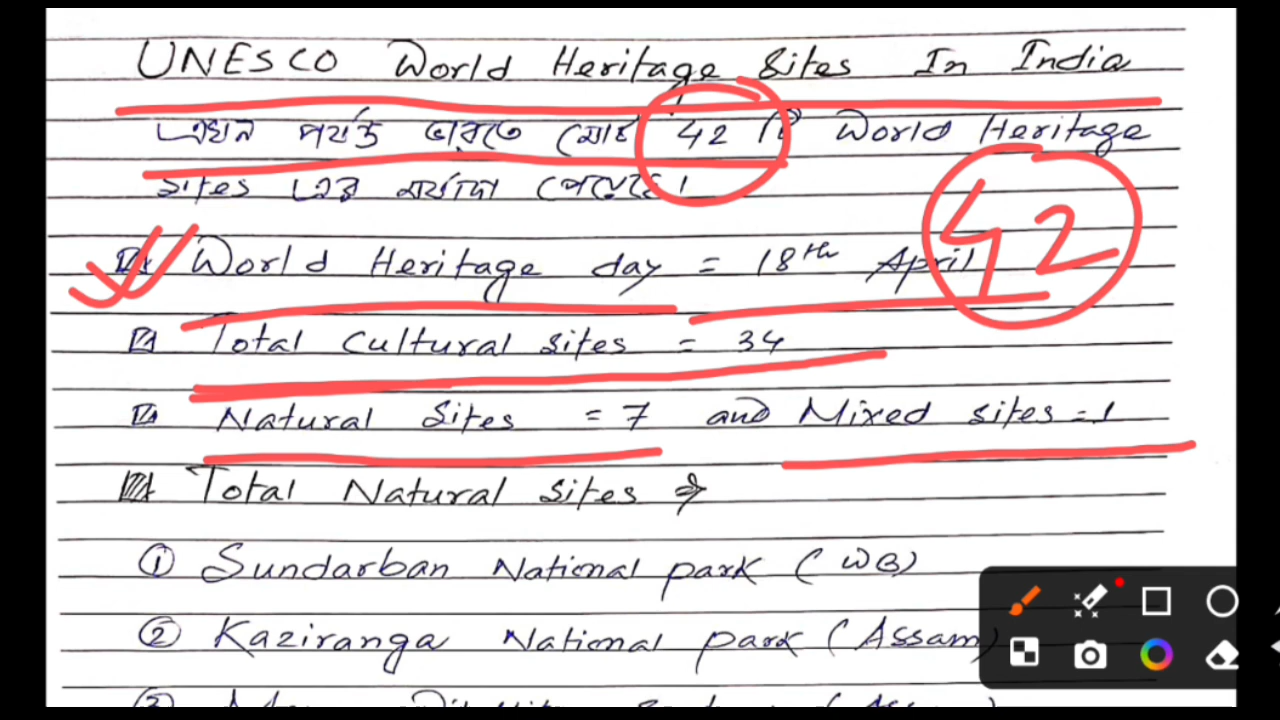 UNESCO World Heritage Sites In India
এখন পর্যন্ত ভারতে মোট 42 টি World Heritage
Sites এর মর্যাদা পেয়েছে।
World Heritage day = 18th April
42
Total Cultural Sites = 34
Natural Sites = 7 and Mixed Sites = 1
Total Natural Sites ⇒
① Sundarban National park (WB)
② Kaziranga National park (Assam)